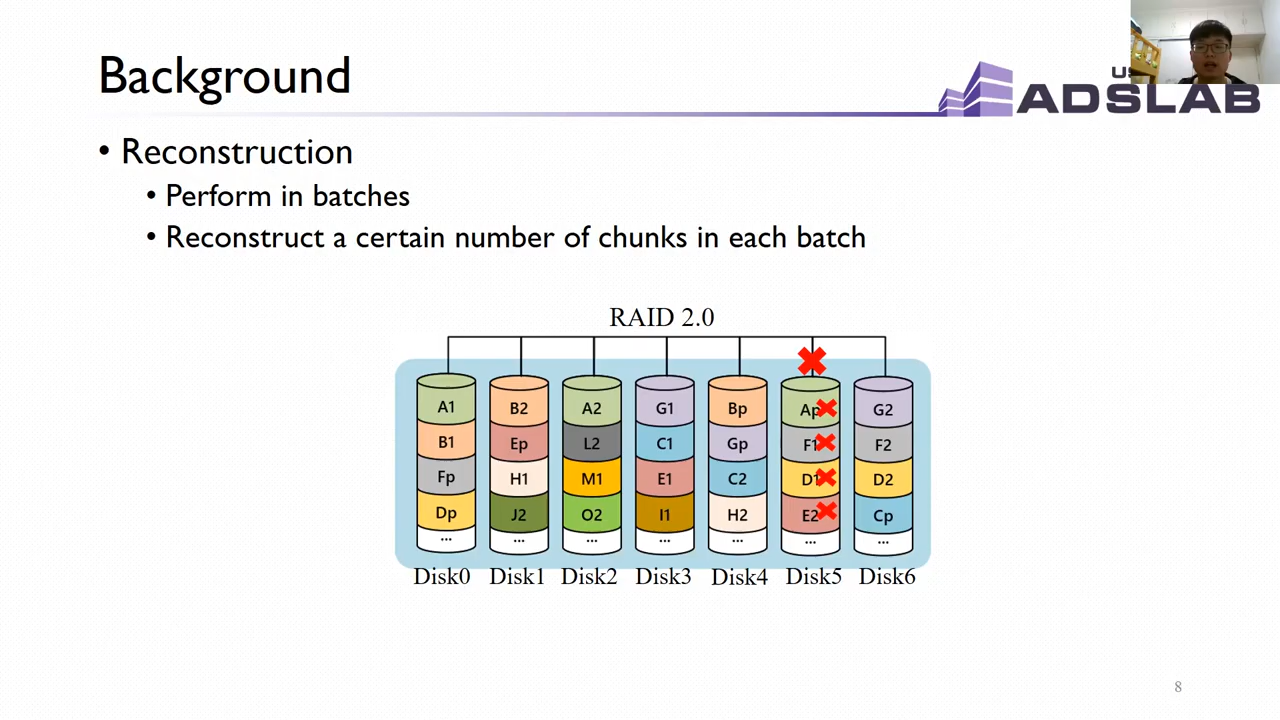 Background
US
ADSLAB
• Reconstruction
• Perform in batches
• Reconstruct a certain number of chunks in each batch
RAID 2.0
A1 B2 A2 G1 Bp Ap G2
B1 Ep L2 C1 Gp F1 F2
Fp H1 M1 E1 C2 D1 D2
Dp J2 O2 I1 H2 E2 Cp
... ... ... ... ... ... ...
Disk0 Disk1 Disk2 Disk3 Disk4 Disk5 Disk6
8